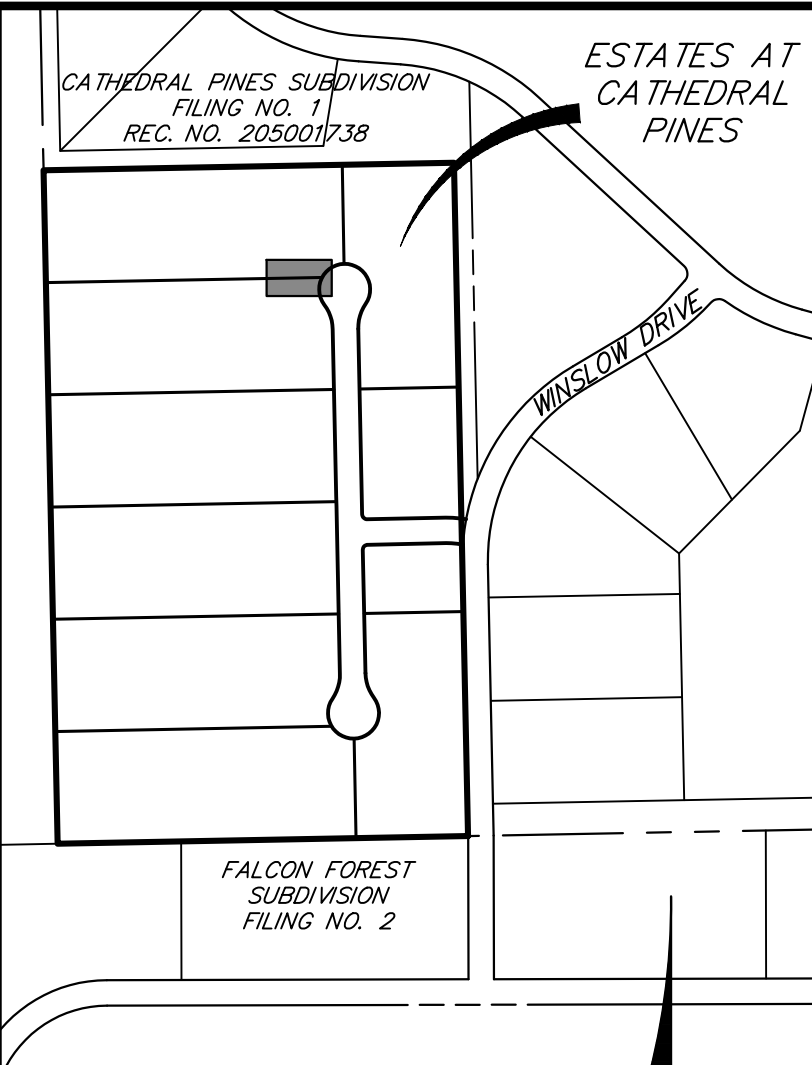 CATHEDRAL PINES SUBDIVISION
FILING NO. 1
REC. NO. 205001738
ESTATES AT
CATHEDRAL
PINES
WINSLOW DRIVE
FALCON FOREST
SUBDIVISION
FILING NO. 2